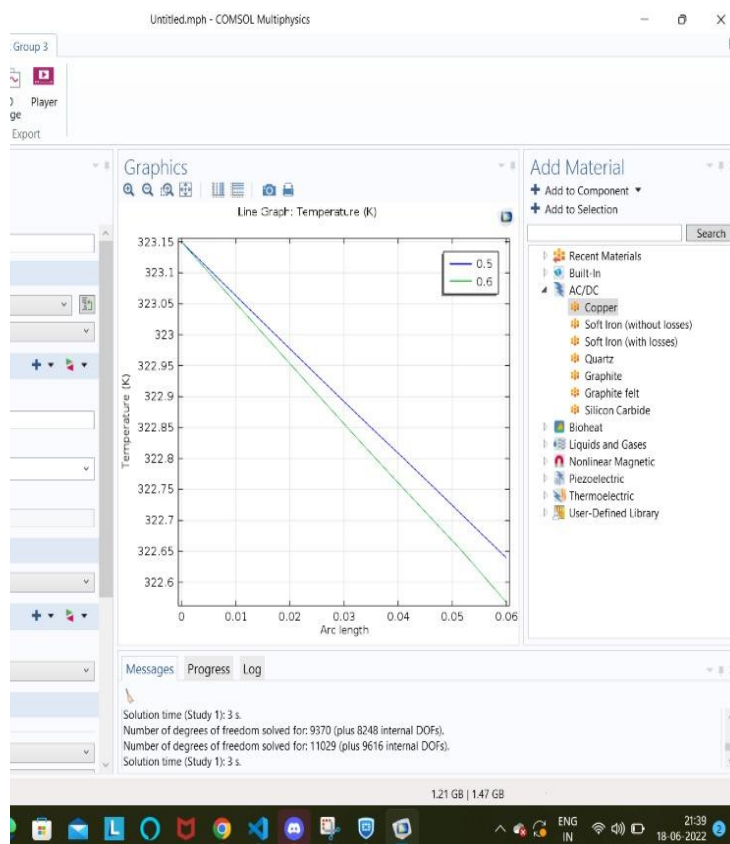 Untitled.mph - COMSOL Multiphysics
Group 3
Player
ge
Export
Graphics
Line Graph: Temperature (K)
323.15
323.1
323.05
323
322.95
322.9
322.85
322.8
322.75
322.7
322.65
322.6
Temperature (K)
0.5
0.6
0
0.01
0.02
0.03
0.04
0.05
0.06
Arc length
Add Material
Add to Component
Add to Selection
Search
Recent Materials
Built-In
AC/DC
Copper
Soft Iron (without losses)
Soft Iron (with losses)
Quartz
Graphite
Graphite felt
Silicon Carbide
Bioheat
Liquids and Gases
Nonlinear Magnetic
Piezoelectric
Thermoelectric
User-Defined Library
Messages Progress Log
Solution time (Study 1): 3 s.
Number of degrees of freedom solved for: 9370 (plus 8248 internal DOFs).
Number of degrees of freedom solved for: 11029 (plus 9616 internal DOFs).
Solution time (Study 1): 3 s.
1.21 GB | 1.47 GB
L
ENG
IN
21:39
18-06-2022
2